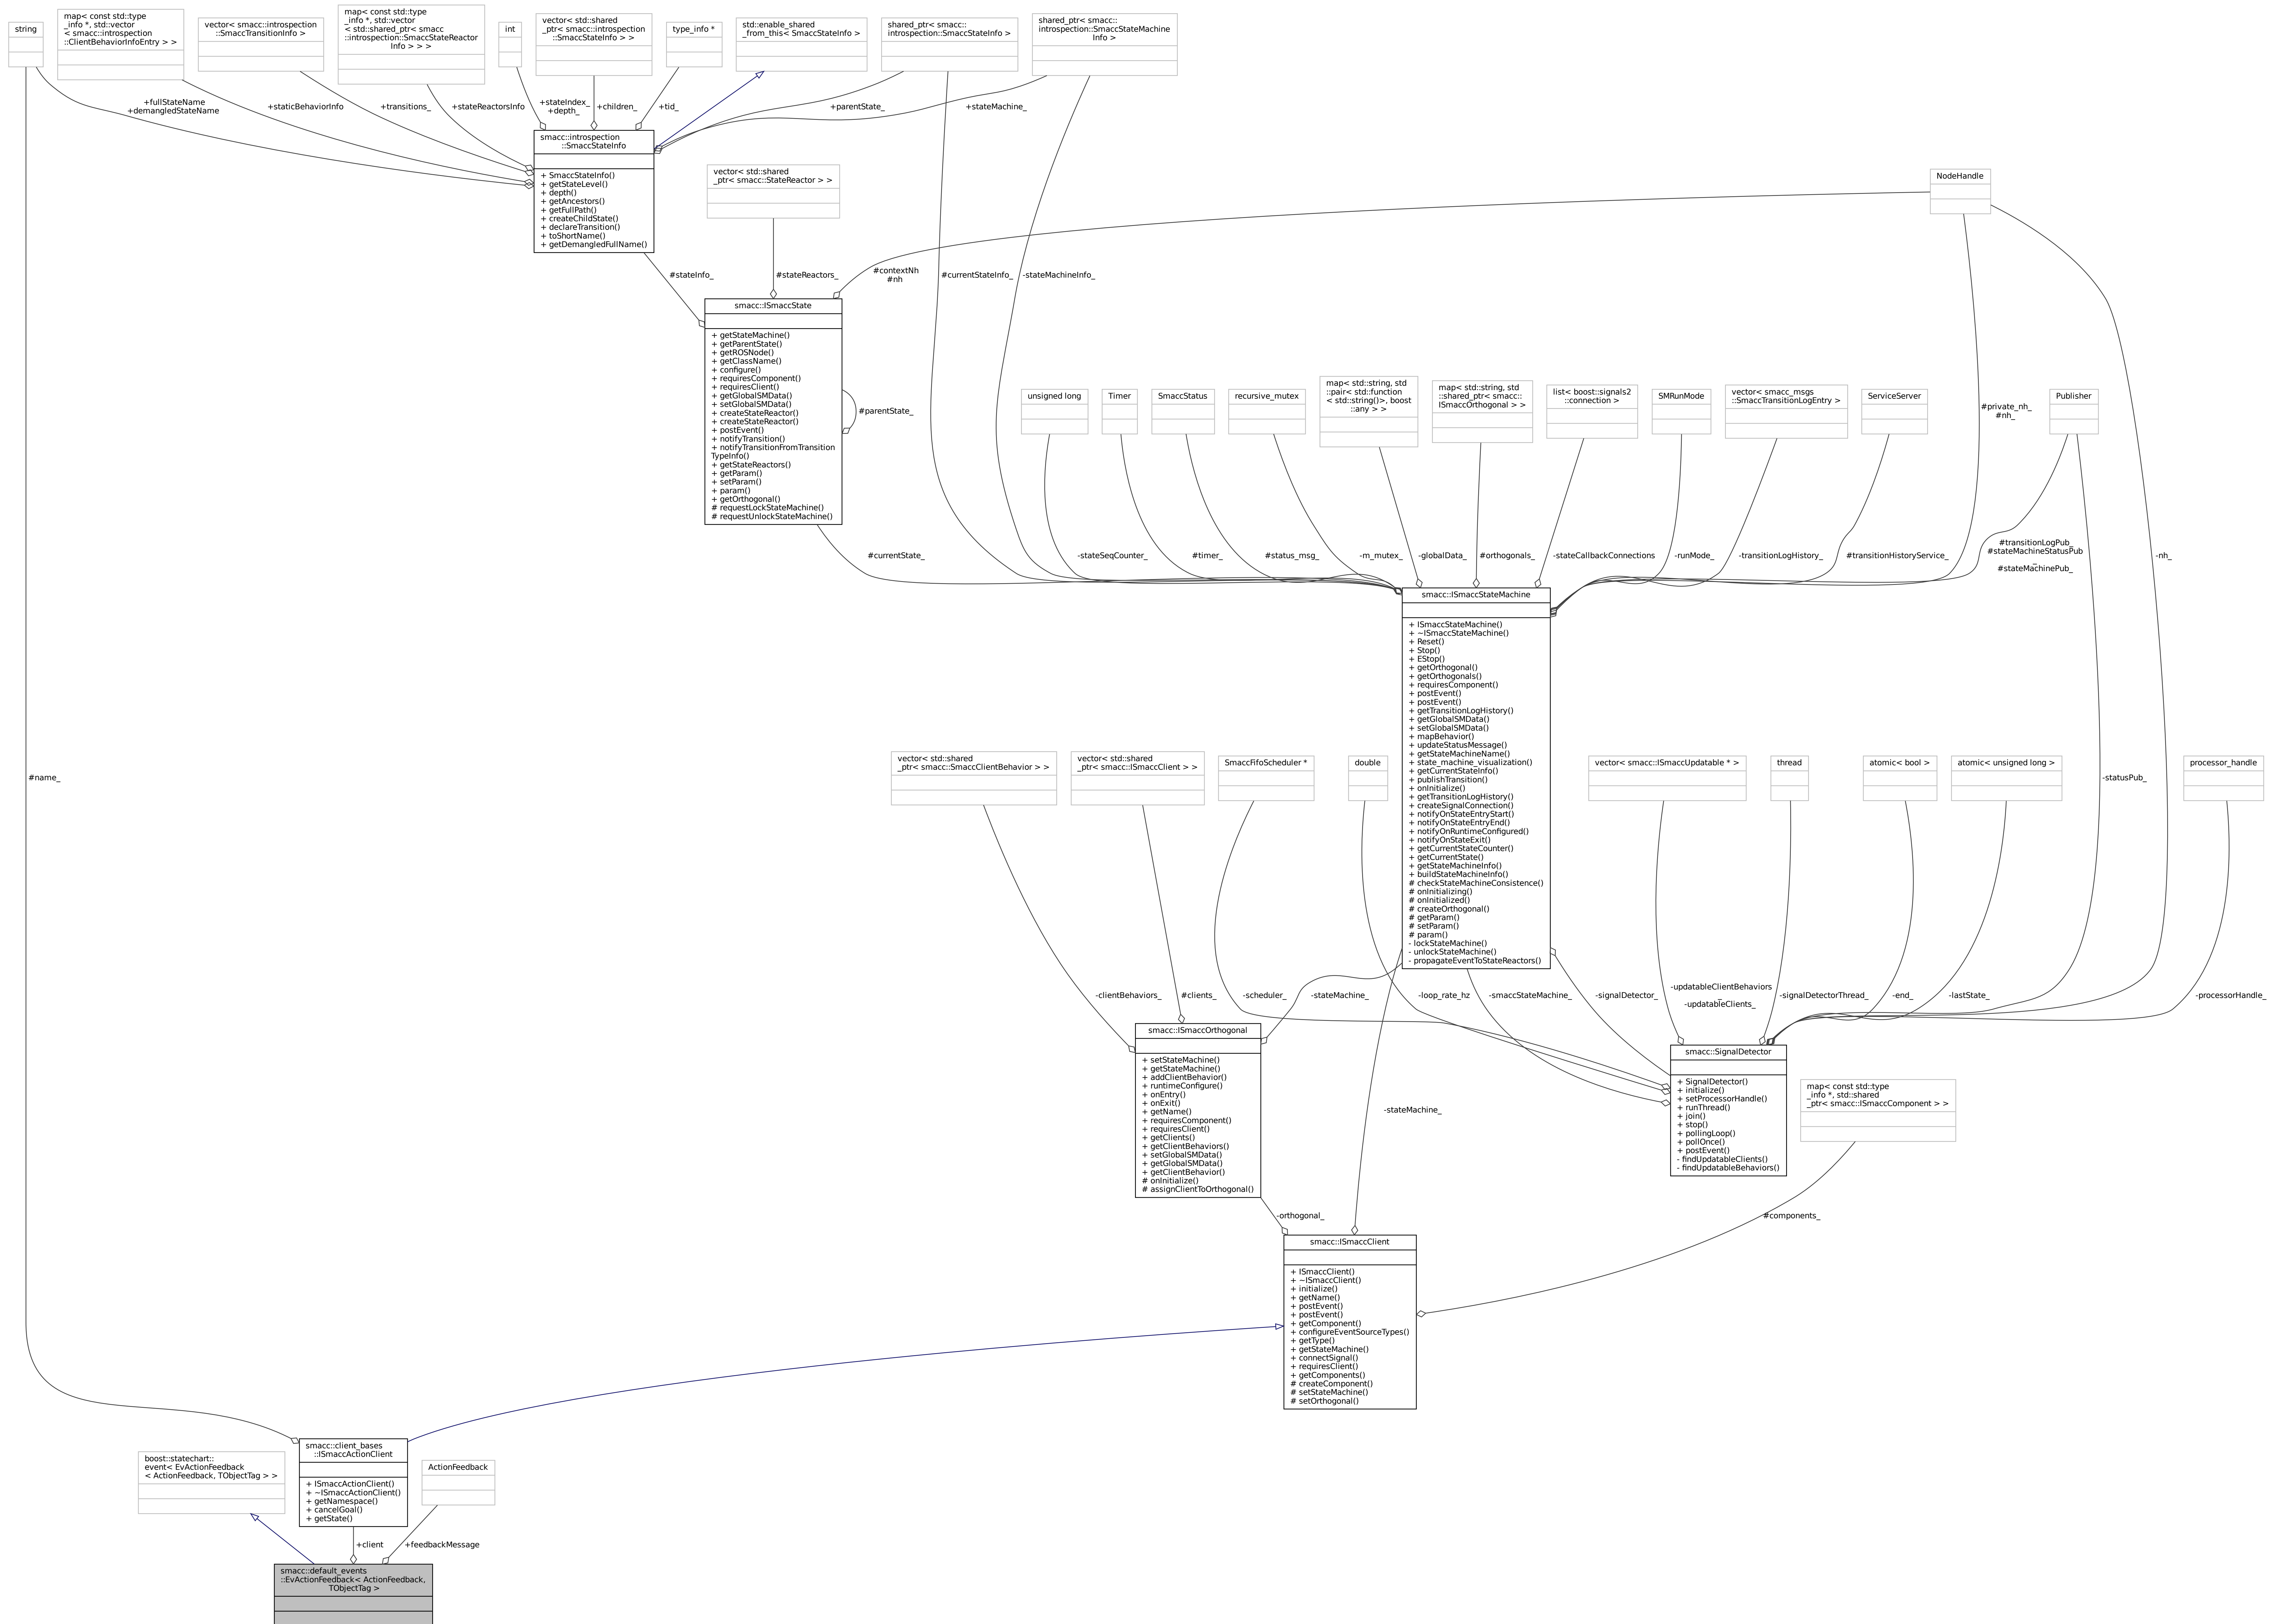 string
map< const std::type
_info *, std::vector
< smacc::introspection
::ClientBehaviorInfoEntry > >
vector< smacc::introspection
::SmaccTransitionInfo >
map< const std::type
_info *, std::vector
< std::shared_ptr< smacc
::introspection::SmaccStateReactor
Info > > >
int
vector< std::shared
_ptr< smacc::introspection
::SmaccStateInfo > >
type_info *
std::enable_shared
_from_this< SmaccStateInfo >
shared_ptr< smacc::
introspection::SmaccStateInfo >
shared_ptr< smacc::
introspection::SmaccStateMachine
Info >
+fullStateName
+demangledStateName
+staticBehaviorInfo
+transitions_
+stateReactorsInfo
+stateIndex_
+depth_
+children_
+tid_
+parentState_
+stateMachine_
smacc::introspection
::SmaccStateInfo
+ SmaccStateInfo()
+ getStateLevel()
+ depth()
+ getAncestors()
+ getFullPath()
+ createChildState()
+ declareTransition()
+ toShortName()
+ getDemangledFullName()
vector< std::shared
_ptr< smacc::StateReactor > >
NodeHandle
#stateInfo_
#stateReactors_
#contextNh
#nh
#currentStateInfo_
-stateMachineInfo_
smacc::ISmaccState
+ getStateMachine()
+ getParentState()
+ getROSNode()
+ getClassName()
+ configure()
+ requiresComponent()
+ requiresClient()
+ getGlobalSMData()
+ setGlobalSMData()
+ createStateReactor()
+ createStateReactor()
+ postEvent()
+ notifyTransition()
+ notifyTransitionFromTransition
TypeInfo()
+ getStateReactors()
+ getParam()
+ setParam()
+ param()
+ getOrthogonal()
# requestLockStateMachine()
# requestUnlockStateMachine()
#parentState_
unsigned long
Timer
SmaccStatus
recursive_mutex
map< std::string, std
::pair< std::function
< std::string()>, boost
::any > >
map< std::string, std
::shared_ptr< smacc::
ISmaccOrthogonal > >
list< boost::signals2
::connection >
SMRunMode
vector< smacc_msgs
::SmaccTransitionLogEntry >
ServiceServer
#private_nh_
#nh_
Publisher
#currentState_
-stateSeqCounter_
#timer_
#status_msg_
-m_mutex_
-globalData_
#orthogonals_
-stateCallbackConnections
-runMode_
-transitionLogHistory_
#transitionHistoryService_
#transitionLogPub_
#stateMachineStatusPub
_
#stateMachinePub_
-nh_
smacc::ISmaccStateMachine
+ ISmaccStateMachine()
+ ~ISmaccStateMachine()
+ Reset()
+ Stop()
+ EStop()
+ getOrthogonal()
+ getOrthogonals()
+ requiresComponent()
+ postEvent()
+ postEvent()
+ getTransitionLogHistory()
+ getGlobalSMData()
+ setGlobalSMData()
+ mapBehavior()
+ updateStatusMessage()
+ getStateMachineName()
+ state_machine_visualization()
+ getCurrentStateInfo()
+ publishTransition()
+ onInitialize()
+ getTransitionLogHistory()
+ createSignalConnection()
+ notifyOnStateEntryStart()
+ notifyOnStateEntryEnd()
+ notifyOnRuntimeConfigured()
+ notifyOnStateExit()
+ getCurrentStateCounter()
+ getCurrentState()
+ getStateMachineInfo()
+ buildStateMachineInfo()
# checkStateMachineConsistence()
# onInitializing()
# onInitialized()
# createOrthogonal()
# getParam()
# setParam()
# param()
- lockStateMachine()
- unlockStateMachine()
- propagateEventToStateReactors()
#name_
vector< std::shared
_ptr< smacc::SmaccClientBehavior > >
vector< std::shared
_ptr< smacc::ISmaccClient > >
SmaccFifoScheduler *
double
vector< smacc::ISmaccUpdatable * >
thread
atomic< bool >
atomic< unsigned long >
-statusPub_
processor_handle
-clientBehaviors_
#clients_
-scheduler_
-stateMachine_
-loop_rate_hz
-smaccStateMachine_
-signalDetector_
-updatableClientBehaviors
_
-updatableClients_
-signalDetectorThread_
-end_
-lastState_
-processorHandle_
smacc::ISmaccOrthogonal
+ setStateMachine()
+ getStateMachine()
+ addClientBehavior()
+ runtimeConfigure()
+ onEntry()
+ onExit()
+ getName()
+ requiresComponent()
+ requiresClient()
+ getClients()
+ getClientBehaviors()
+ setGlobalSMData()
+ getGlobalSMData()
+ getClientBehavior()
# onInitialize()
# assignClientToOrthogonal()
smacc::SignalDetector
+ SignalDetector()
+ initialize()
+ setProcessorHandle()
+ runThread()
+ join()
+ stop()
+ pollingLoop()
+ pollOnce()
+ postEvent()
- findUpdatableClients()
- findUpdatableBehaviors()
map< const std::type
_info *, std::shared
_ptr< smacc::ISmaccComponent > >
-stateMachine_
-orthogonal_
#components_
smacc::ISmaccClient
+ ISmaccClient()
+ ~ISmaccClient()
+ initialize()
+ getName()
+ postEvent()
+ postEvent()
+ getComponent()
+ configureEventSourceTypes()
+ getType()
+ getStateMachine()
+ connectSignal()
+ requiresClient()
+ getComponents()
# createComponent()
# setStateMachine()
# setOrthogonal()
boost::statechart::
event< EvActionFeedback
< ActionFeedback, TObjectTag > >
smacc::client_bases
::ISmaccActionClient
+ ISmaccActionClient()
+ ~ISmaccActionClient()
+ getNamespace()
+ cancelGoal()
+ getState()
ActionFeedback
+client
+feedbackMessage
smacc::default_events
::EvActionFeedback< ActionFeedback,
TObjectTag >